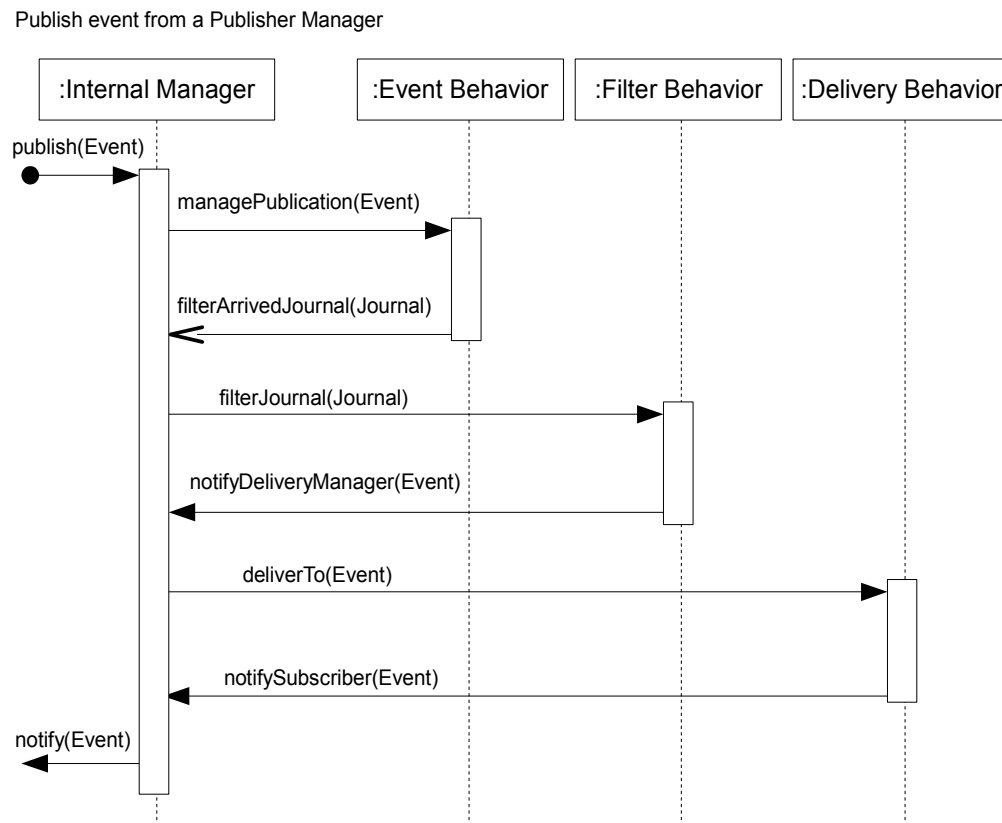 Publish event from a Publisher Manager
:Internal Manager
:Event Behavior
:Filter Behavior
:Delivery Behavior
publish(Event)
managePublication(Event)
filterArrivedJournal(Journal)
filterJournal(Journal)
notifyDeliveryManager(Event)
deliverTo(Event)
notifySubscriber(Event)
notify(Event)